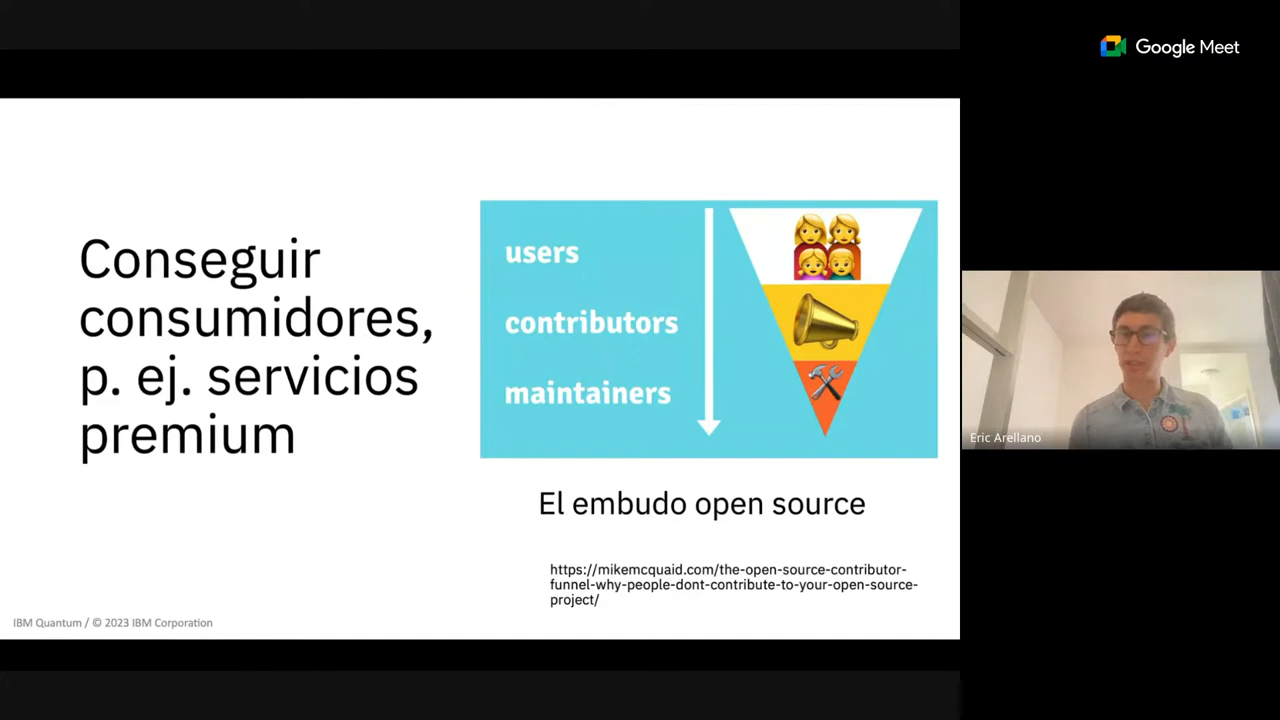 Google Meet
Conseguir
consumidores,
p. ej. servicios
premium
users
contributors
maintainers
El embudo open source
https://mikemcquaid.com/the-open-source-contributor-
funnel-why-people-dont-contribute-to-your-open-source-
project/
IBM Quantum / © 2023 IBM Corporation
Eric Arellano